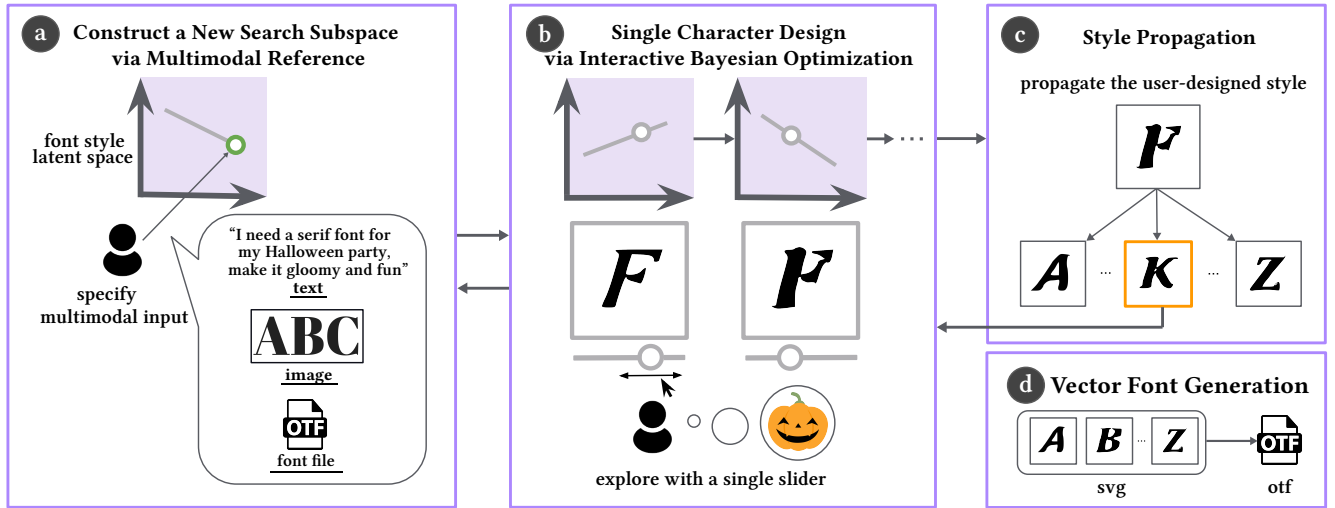 a
Construct a New Search Subspace
via Multimodal Reference
font style
latent space
specify
multimodal input
“I need a serif font for
my Halloween party,
make it gloomy and fun”
text
ABC
image
OTF
font file
b
Single Character Design
via Interactive Bayesian Optimization
...
F
F
explore with a single slider
c
Style Propagation
propagate the user-designed style
F
A ... K ... Z
d
Vector Font Generation
A B ... Z
OTF
svg
otf